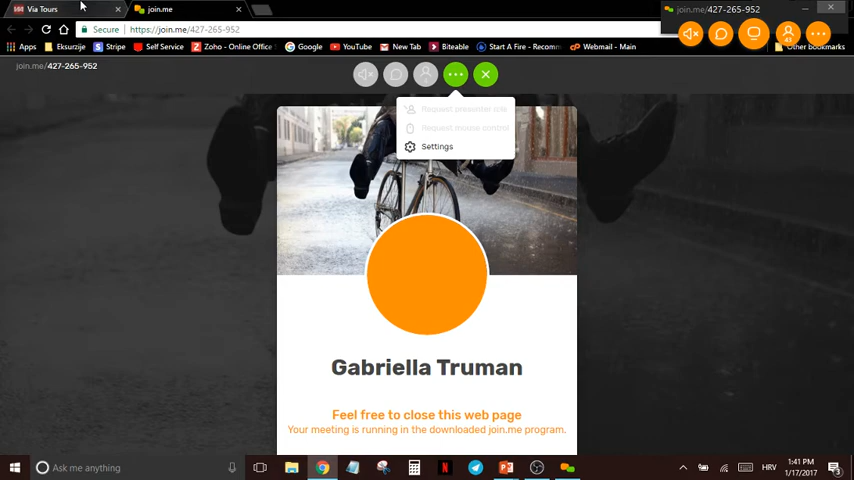 Via Tours
join.me
join.me/427-265-952
Secure https://join.me/427-265-952
Apps Eksurzije Stripe Self Service Zoho - Online Office Google YouTube New Tab Biteable Start A Fire - Recomm Webmail - Main Other bookmarks
43
join.me/427-265-952
Request presenter role
Request mouse control
Settings
Gabriella Truman
Feel free to close this web page
Your meeting is running in the downloaded join.me program.
Ask me anything
HRV
1:41 PM
1/17/2017
3